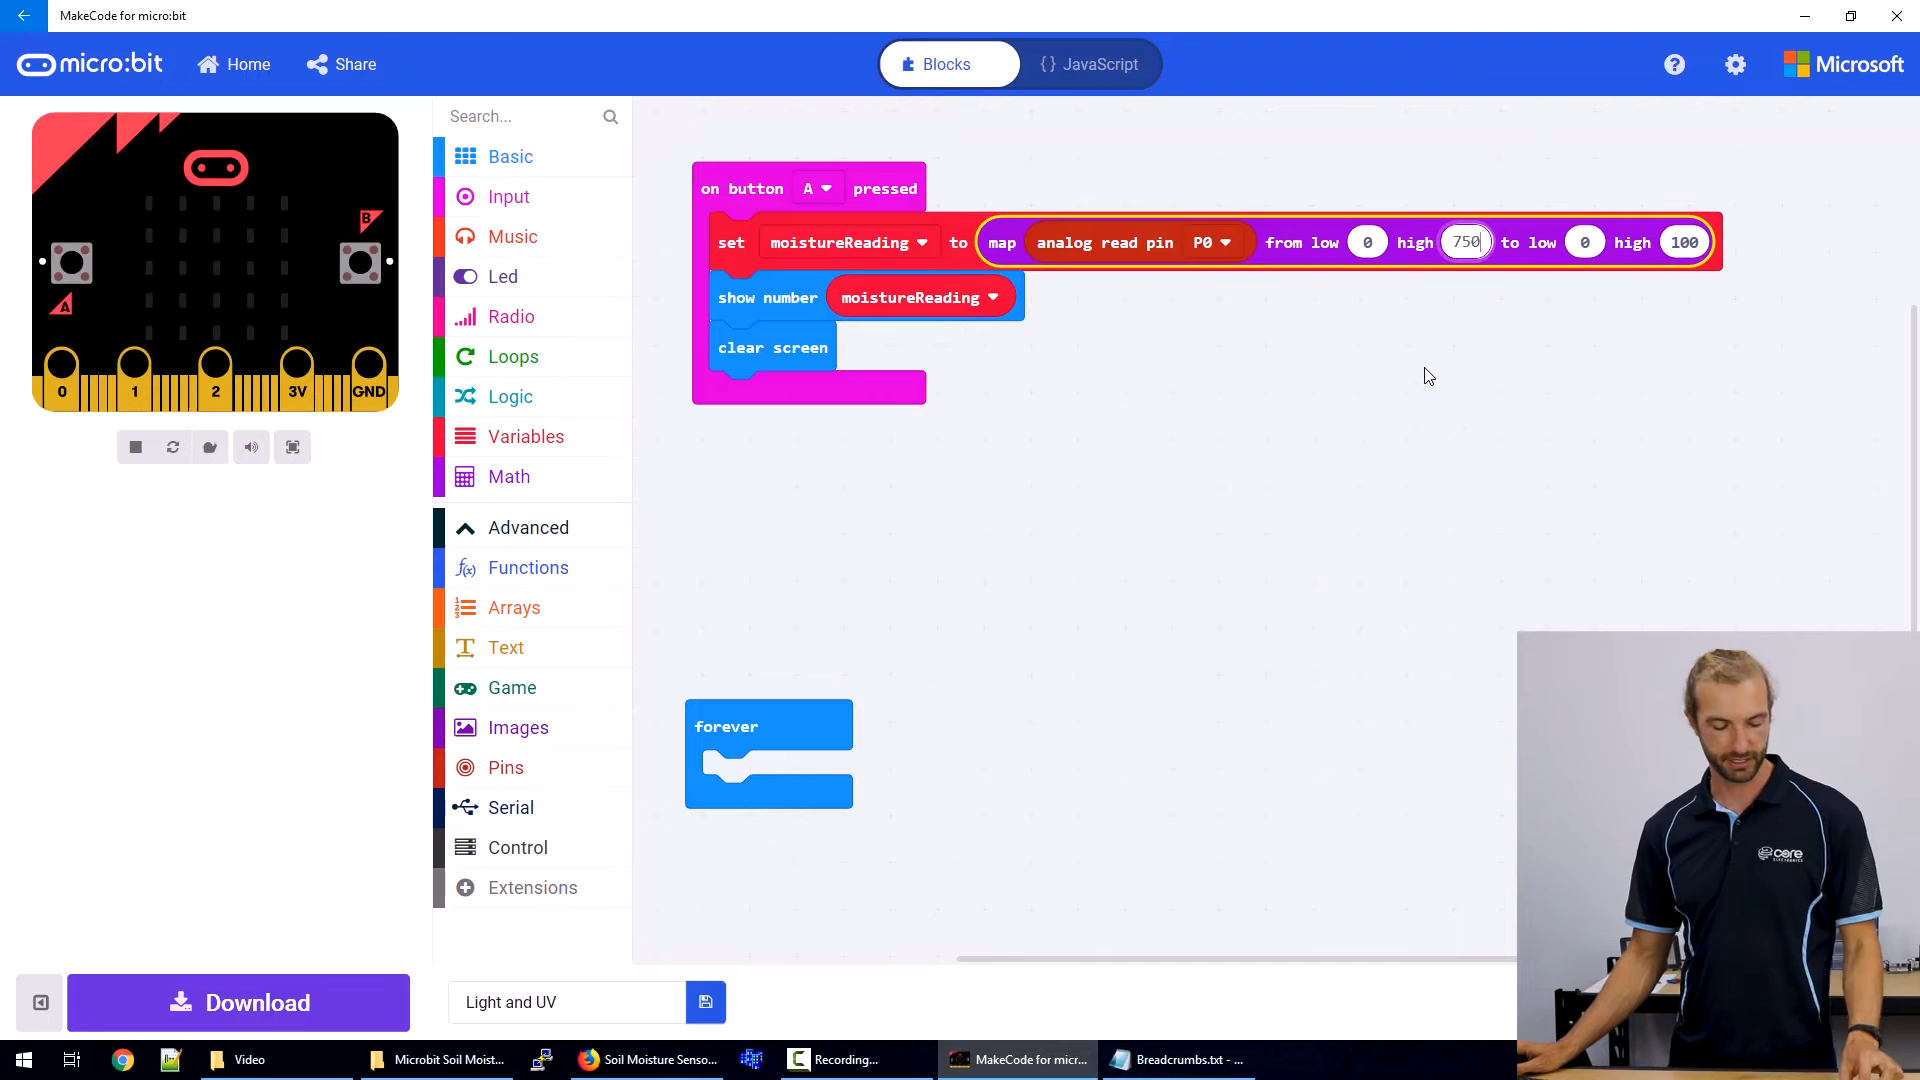 MakeCode for micro:bit
micro:bit Home Share Blocks {} JavaScript ? Microsoft
Search...
Basic
Input
Music
Led
Radio
Loops
Logic
Variables
Math
Advanced
f(x) Functions
Arrays
Text
Game
Images
Pins
Serial
Control
Extensions
B
A
0 1 2 3V GND
on button A pressed
set moistureReading to map analog read pin P0 from low 0 high 750 to low 0 high 100
show number moistureReading
clear screen
forever
core
ELECTRONICS
Download
Light and UV
Video Microbit Soil Moist... Soil Moisture Senso... Recording... MakeCode for micr... Breadcrumbs.txt - ...